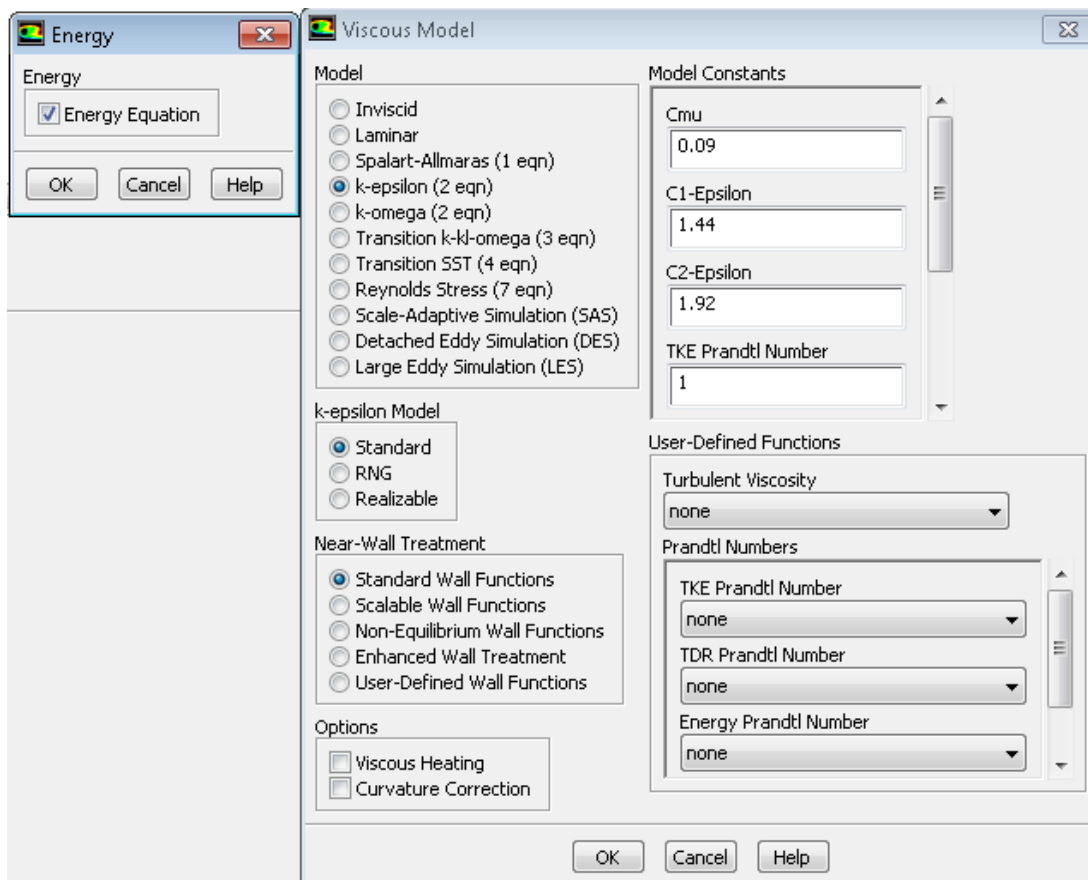 Energy
Energy
Energy Equation
OK Cancel Help
Viscous Model
Model
Inviscid
Laminar
Spalart-Allmaras (1 eqn)
k-epsilon (2 eqn)
k-omega (2 eqn)
Transition k-kl-omega (3 eqn)
Transition SST (4 eqn)
Reynolds Stress (7 eqn)
Scale-Adaptive Simulation (SAS)
Detached Eddy Simulation (DES)
Large Eddy Simulation (LES)
k-epsilon Model
Standard
RNG
Realizable
Near-Wall Treatment
Standard Wall Functions
Scalable Wall Functions
Non-Equilibrium Wall Functions
Enhanced Wall Treatment
User-Defined Wall Functions
Options
Viscous Heating
Curvature Correction
Model Constants
Cmu
0.09
C1-Epsilon
1.44
C2-Epsilon
1.92
TKE Prandtl Number
1
User-Defined Functions
Turbulent Viscosity
none
Prandtl Numbers
TKE Prandtl Number
none
TDR Prandtl Number
none
Energy Prandtl Number
none
OK Cancel Help